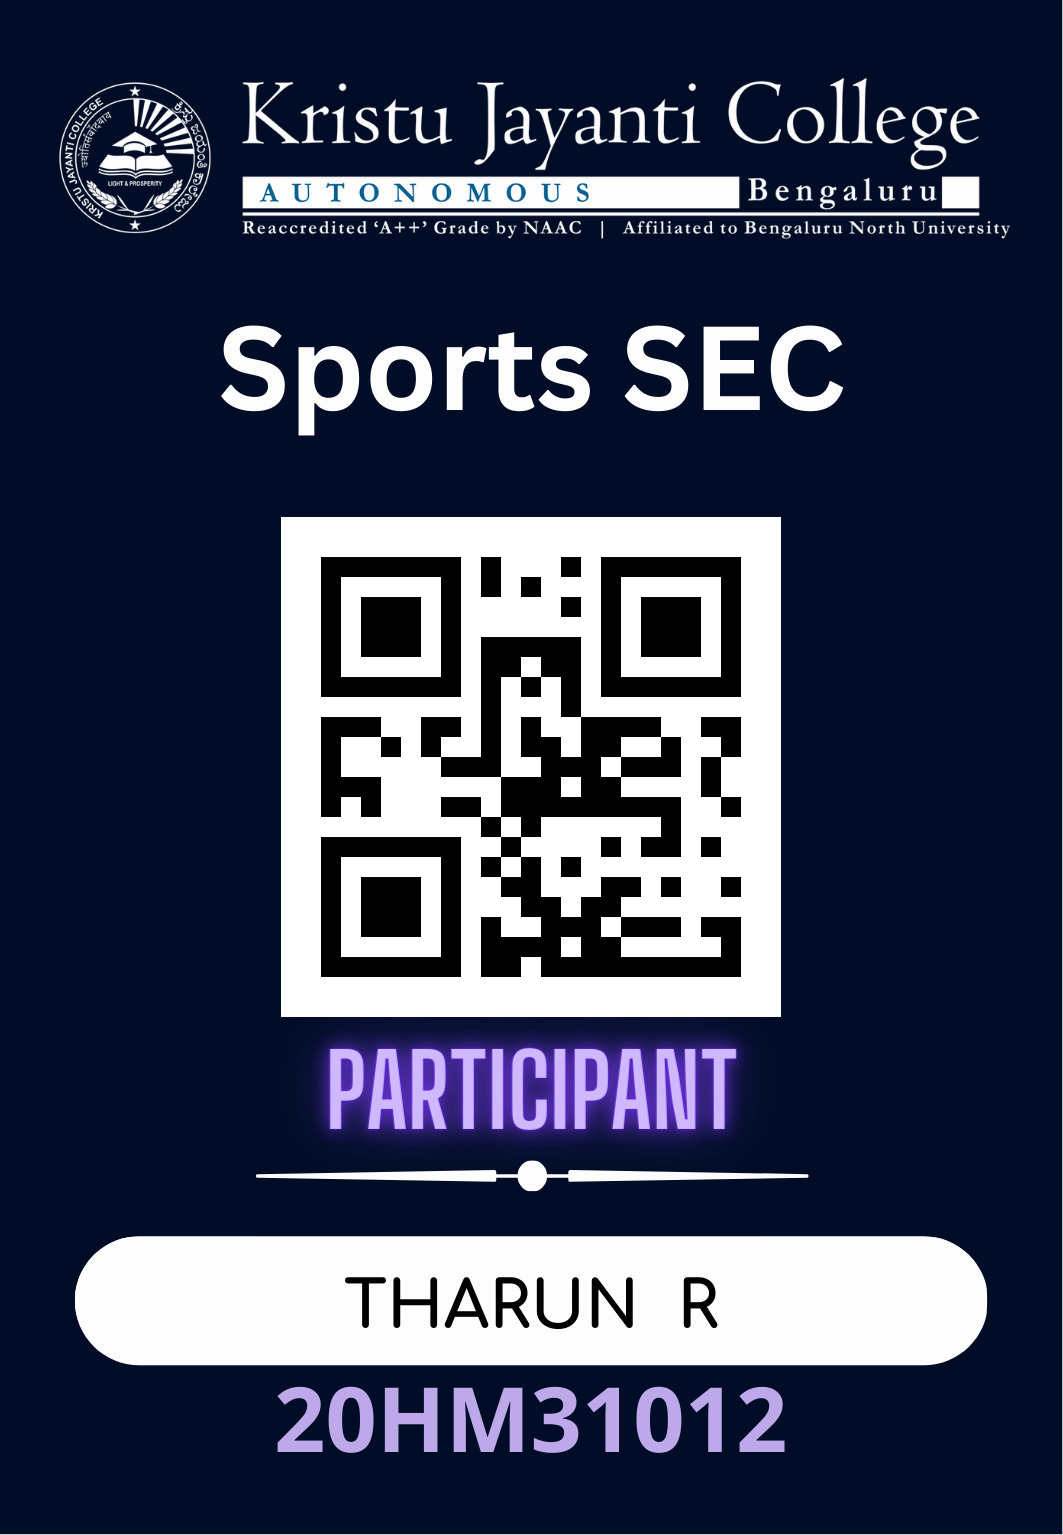 KRISTU JAYANTI COLLEGE
ಕ್ರಿಸ್ತು ಜಯಂತಿ ಕಾಲೇಜು
LIGHT & PROSPERITY
Kristu Jayanti College
AUTONOMOUS Bengaluru
Reaccredited ‘A++’ Grade by NAAC | Affiliated to Bengaluru North University
Sports SEC
PARTICIPANT
THARUN R
20HM31012